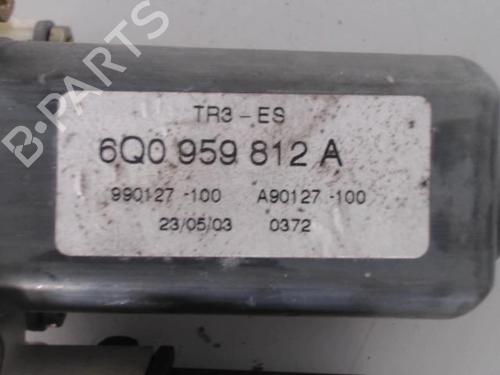 TR3 - ES
6Q0 959 812 A
990127 -100 A90127 -100
23/05/03 0372
B-PARTS